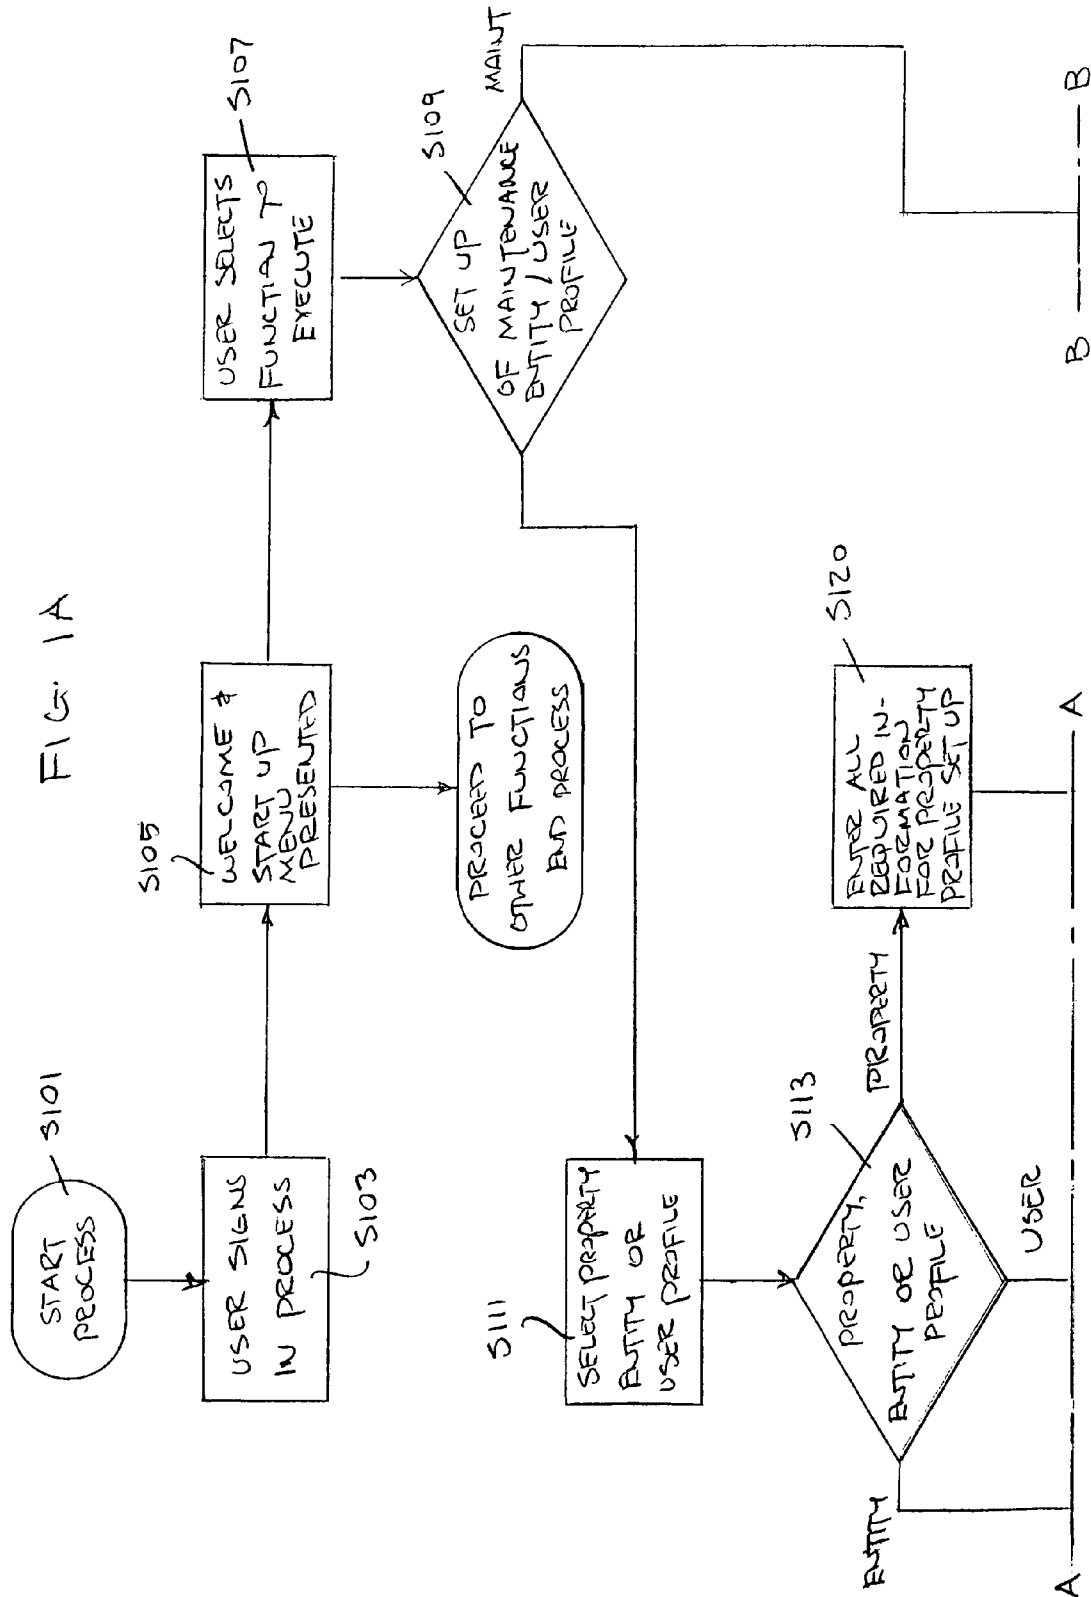 FIG. 1A
START
PROCESS
S101
USER SIGNS
IN PROCESS
S103
S105
WELCOME &
START UP
MENU
PRESENTED
USER SELECTS
FUNCTION TO
EXECUTE
S107
PROCEED TO
OTHER FUNCTIONS
END PROCESS
SET UP
OF MAINTENANCE
ENTITY / USER
PROFILE
S109
MAINT
S111
SELECT PROPERTY
ENTITY OR
USER PROFILE
PROPERTY,
ENTITY OR USER
PROFILE
S113
ENTITY
USER
PROPERTY
ENTER ALL
REQUIRED IN-
FORMATION
FOR PROPERTY
PROFILE SET UP
S120
A
A
B
B